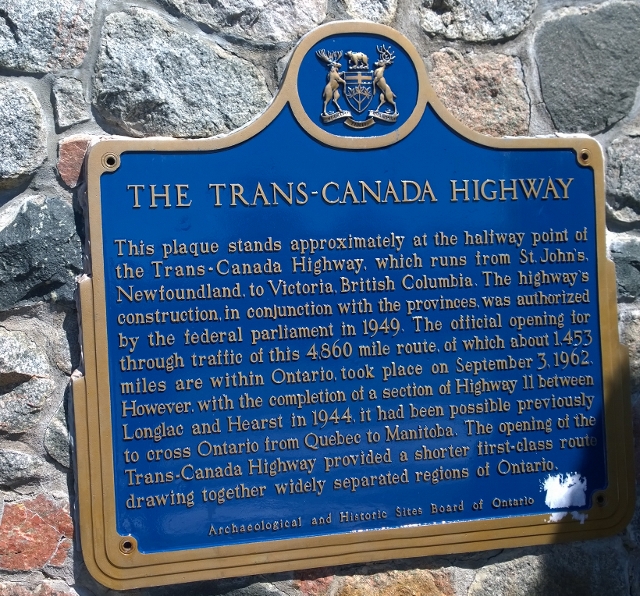 THE TRANS-CANADA HIGHWAY
This plaque stands approximately at the halfway point of
the Trans-Canada Highway, which runs from St. John's,
Newfoundland, to Victoria, British Columbia. The highway's
construction, in conjunction with the provinces, was authorized
by the federal parliament in 1949. The official opening for
through traffic of this 4,860 mile route, of which about 1,453
miles are within Ontario, took place on September 3, 1962.
However, with the completion of a section of Highway 11 between
Longlac and Hearst in 1944, it had been possible previously
to cross Ontario from Quebec to Manitoba. The opening of the
Trans-Canada Highway provided a shorter first-class route
drawing together widely separated regions of Ontario.
Archaeological and Historic Sites Board of Ontario